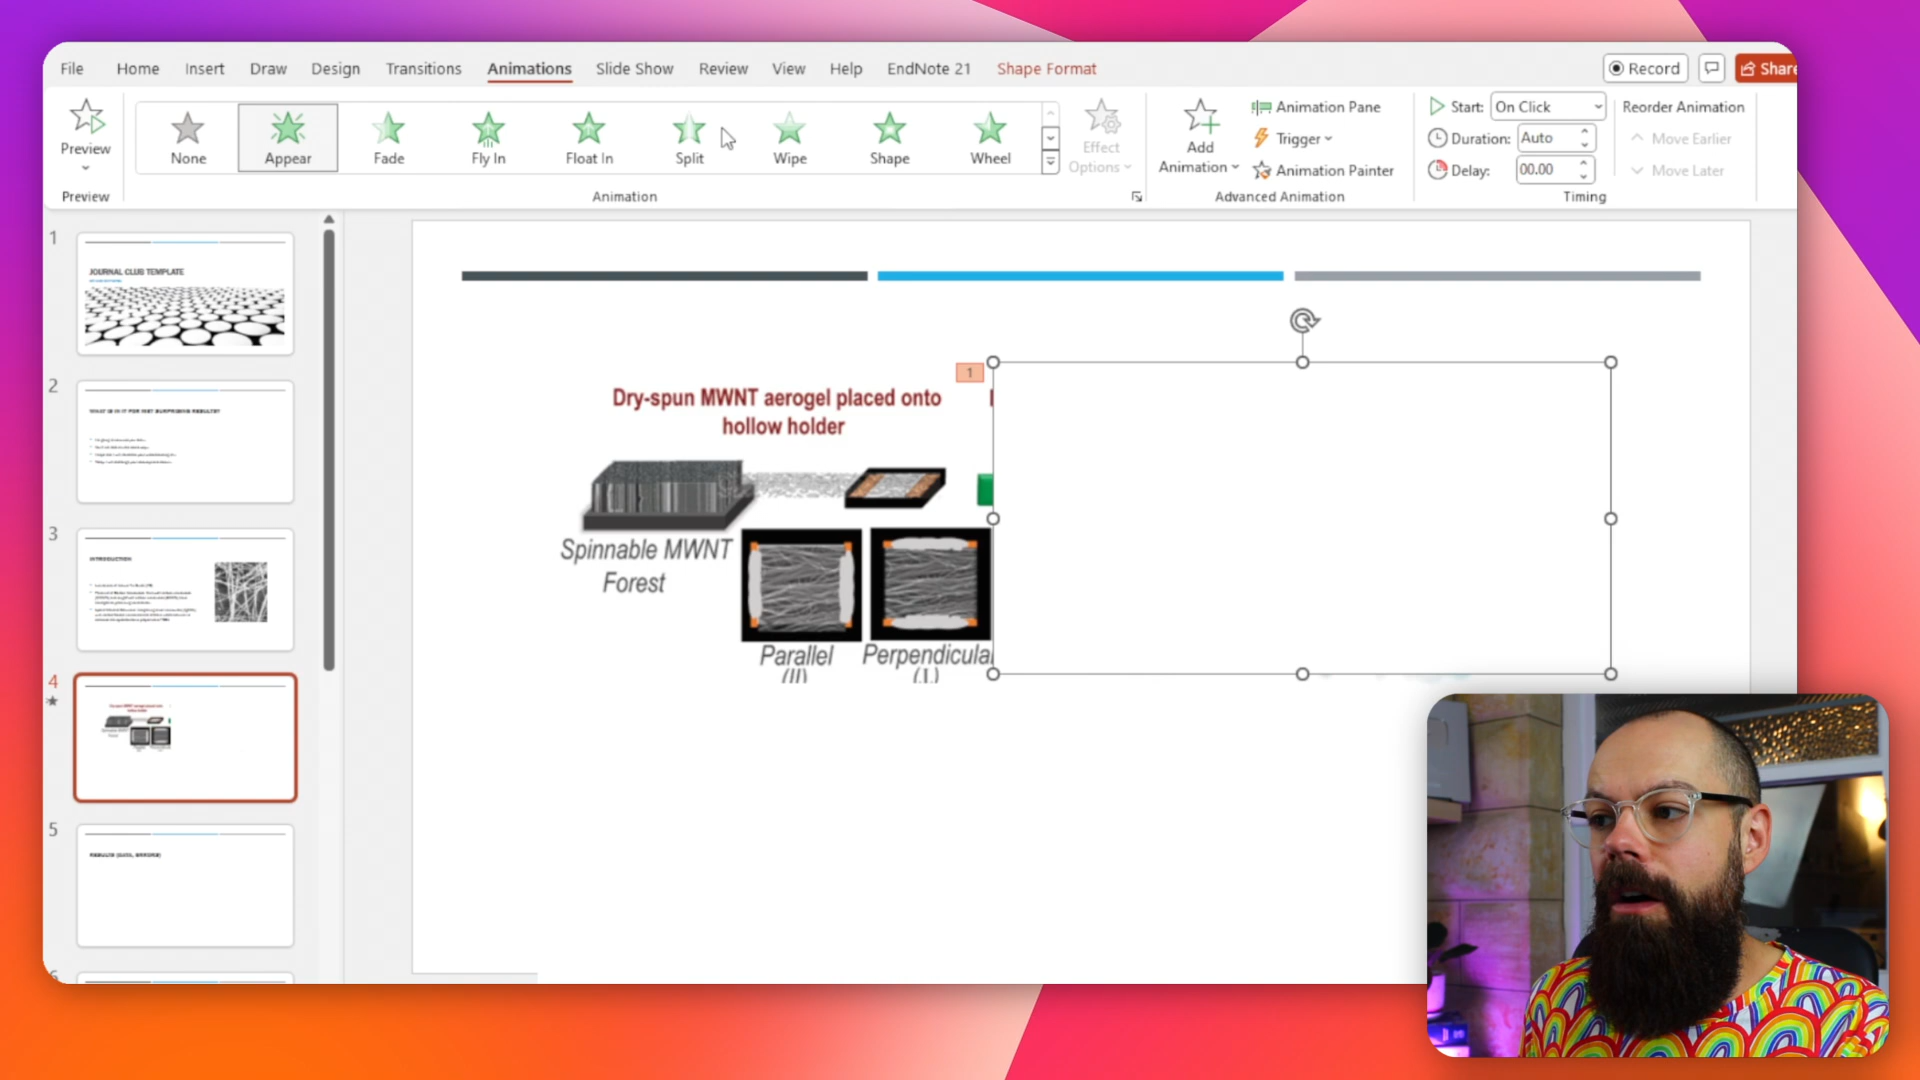 File Home Insert Draw Design Transitions Animations Slide Show Review View Help EndNote 21 Shape Format Record Share
Preview
Preview
None Appear Fade Fly In Float In Split Wipe Shape Wheel
Animation
Effect
Options
Add
Animation
Animation Pane
Trigger
Animation Painter
Advanced Animation
Start: On Click
Duration: Auto
Delay: 00.00
Timing
Reorder Animation
Move Earlier
Move Later
1
JOURNAL CLUB TEMPLATE
2
3
INTRODUCTION
4
5
RESULTS (DATA, ERRORS)
1
Dry-spun MWNT aerogel placed onto
hollow holder
Spinnable MWNT
Forest
Parallel
(||)
Perpendicula